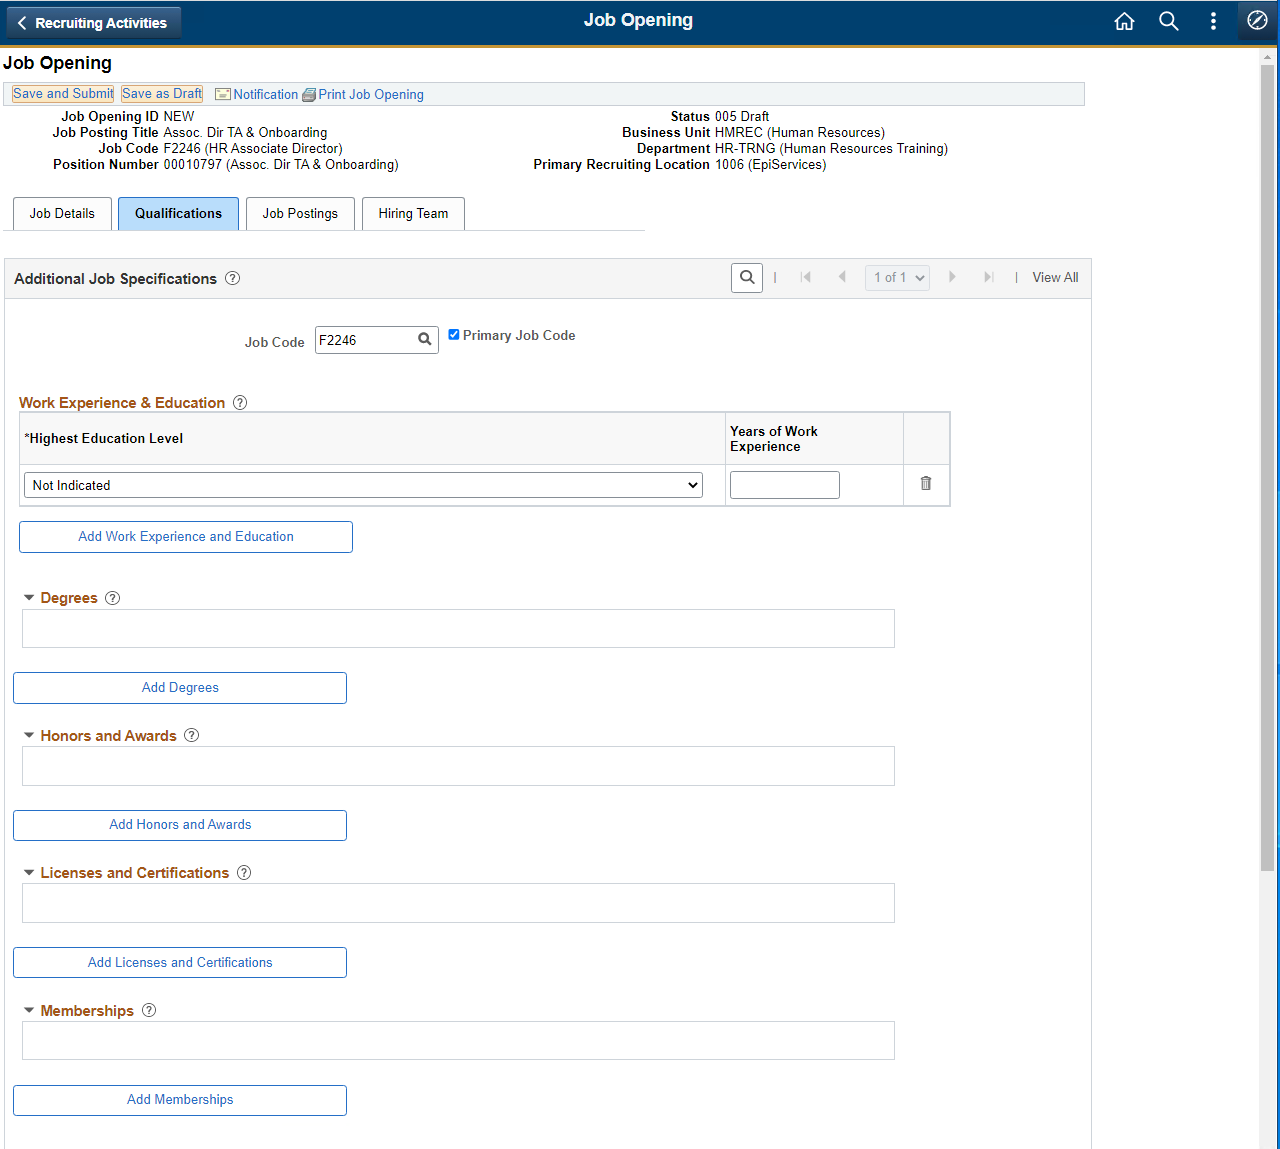 Recruiting Activities
Job Opening
Job Opening
Save and Submit Save as Draft Notification Print Job Opening
Job Opening ID NEW Status 005 Draft
Job Posting Title Assoc. Dir TA & Onboarding Business Unit HMREC (Human Resources)
Job Code F2246 (HR Associate Director) Department HR-TRNG (Human Resources Training)
Position Number 00010797 (Assoc. Dir TA & Onboarding) Primary Recruiting Location 1006 (EpiServices)
Job Details Qualifications Job Postings Hiring Team
Additional Job Specifications ? | 1 of 1 | View All
Job Code F2246 Primary Job Code
Work Experience & Education ?
*Highest Education Level Years of Work Experience
Not Indicated
Add Work Experience and Education
Degrees ?
Add Degrees
Honors and Awards ?
Add Honors and Awards
Licenses and Certifications ?
Add Licenses and Certifications
Memberships ?
Add Memberships